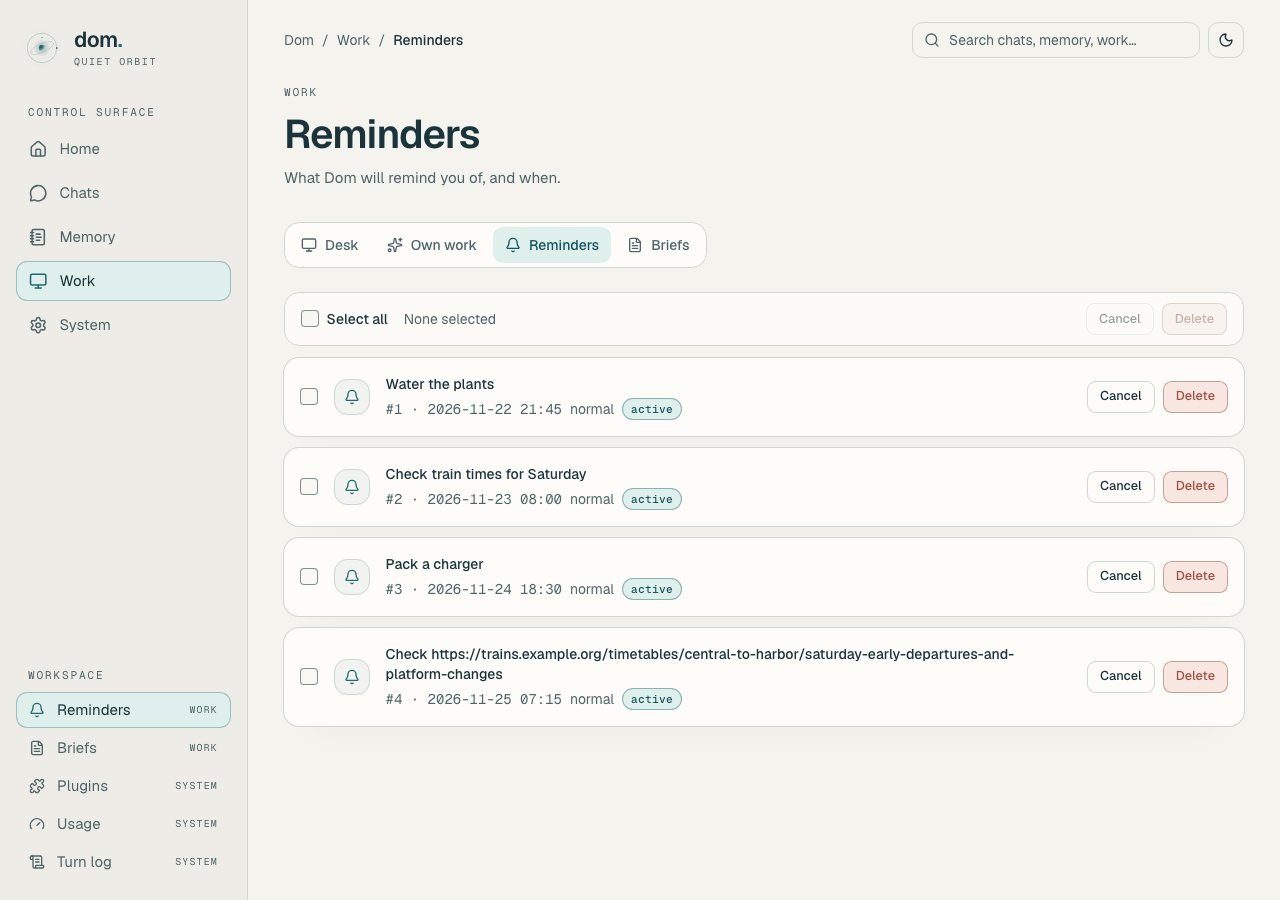 dom.
QUIET ORBIT
CONTROL SURFACE
Home
Chats
Memory
Work
System
WORKSPACE
Reminders WORK
Briefs WORK
Plugins SYSTEM
Usage SYSTEM
Turn log SYSTEM
Dom / Work / Reminders
Search chats, memory, work…
WORK
Reminders
What Dom will remind you of, and when.
Desk Own work Reminders Briefs
Select all None selected Cancel Delete
Water the plants
#1 · 2026-11-22 21:45 normal active
Cancel Delete
Check train times for Saturday
#2 · 2026-11-23 08:00 normal active
Cancel Delete
Pack a charger
#3 · 2026-11-24 18:30 normal active
Cancel Delete
Check https://trains.example.org/timetables/central-to-harbor/saturday-early-departures-and-
platform-changes
#4 · 2026-11-25 07:15 normal active
Cancel Delete